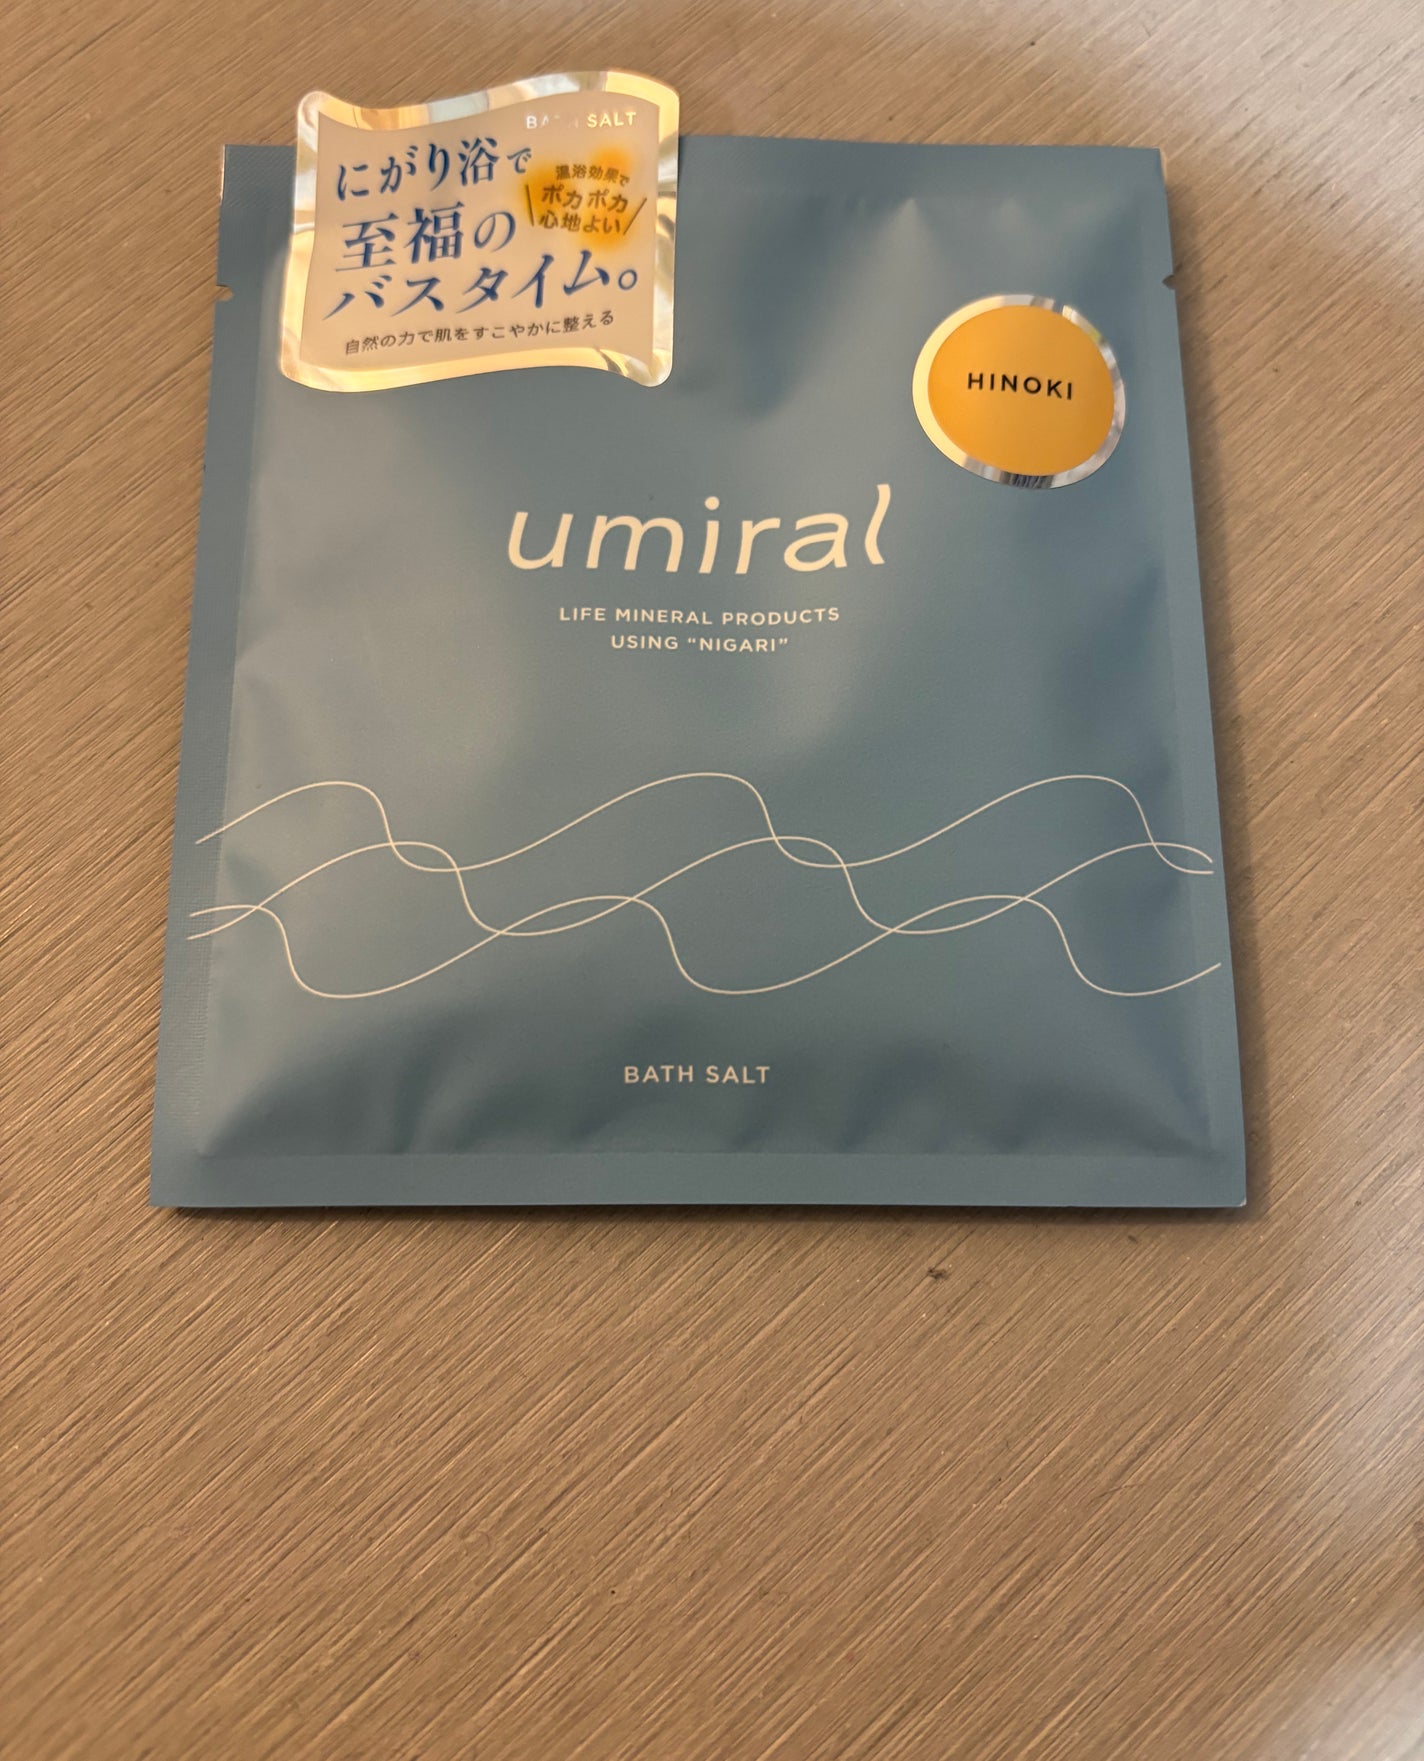 BATH SALT
にがり浴で
至福の
バスタイム。
温浴効果で
ポカポカ
心地よい
自然の力で肌をすこやかに整える
HINOKI
umiral
LIFE MINERAL PRODUCTS
USING “NIGARI”
BATH SALT